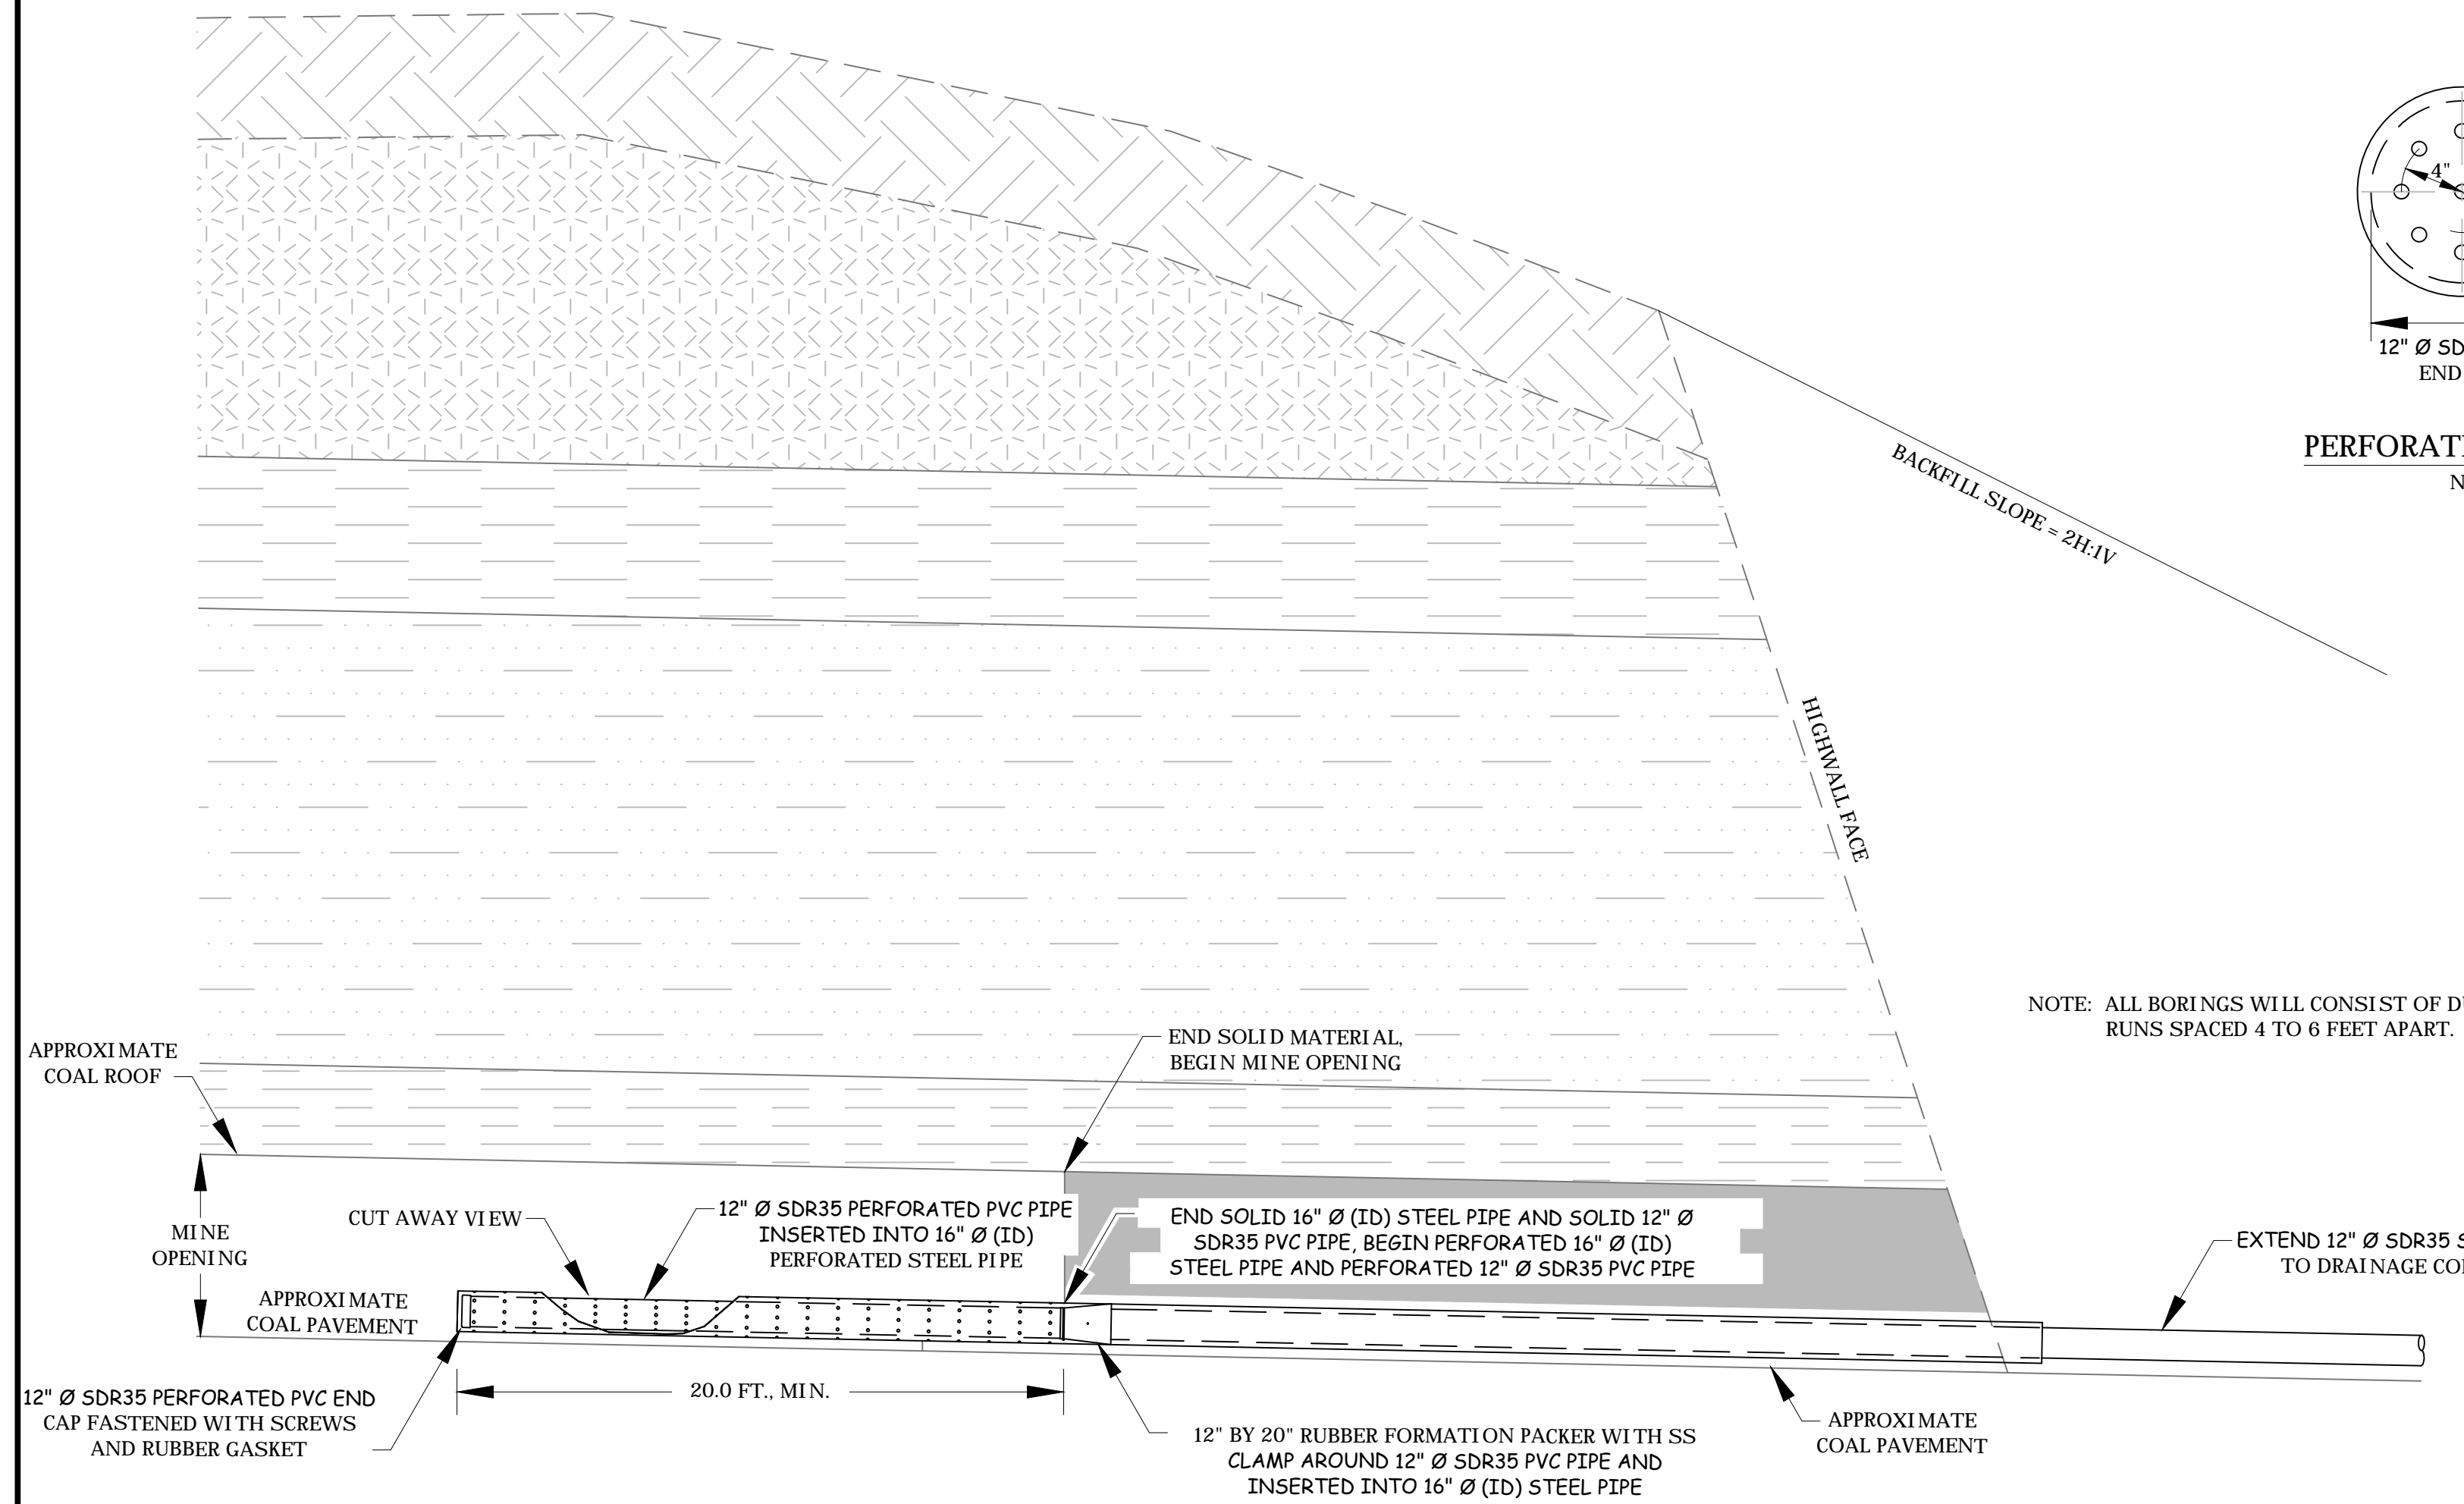 4"
12" Ø SD
END
PERFORAT
N
BACKFILL SLOPE = 2H:1V
HIGHWALL FACE
NOTE: ALL BORINGS WILL CONSIST OF D
RUNS SPACED 4 TO 6 FEET APART.
END SOLID MATERIAL,
BEGIN MINE OPENING
APPROXIMATE
COAL ROOF
MINE
OPENING
CUT AWAY VIEW
12" Ø SDR35 PERFORATED PVC PIPE
INSERTED INTO 16" Ø (ID)
PERFORATED STEEL PIPE
END SOLID 16" Ø (ID) STEEL PIPE AND SOLID 12" Ø
SDR35 PVC PIPE, BEGIN PERFORATED 16" Ø (ID)
STEEL PIPE AND PERFORATED 12" Ø SDR35 PVC PIPE
EXTEND 12" Ø SDR35 S
TO DRAINAGE CO
APPROXIMATE
COAL PAVEMENT
20.0 FT., MIN.
12" Ø SDR35 PERFORATED PVC END
CAP FASTENED WITH SCREWS
AND RUBBER GASKET
12" BY 20" RUBBER FORMATION PACKER WITH SS
CLAMP AROUND 12" Ø SDR35 PVC PIPE AND
INSERTED INTO 16" Ø (ID) STEEL PIPE
APPROXIMATE
COAL PAVEMENT